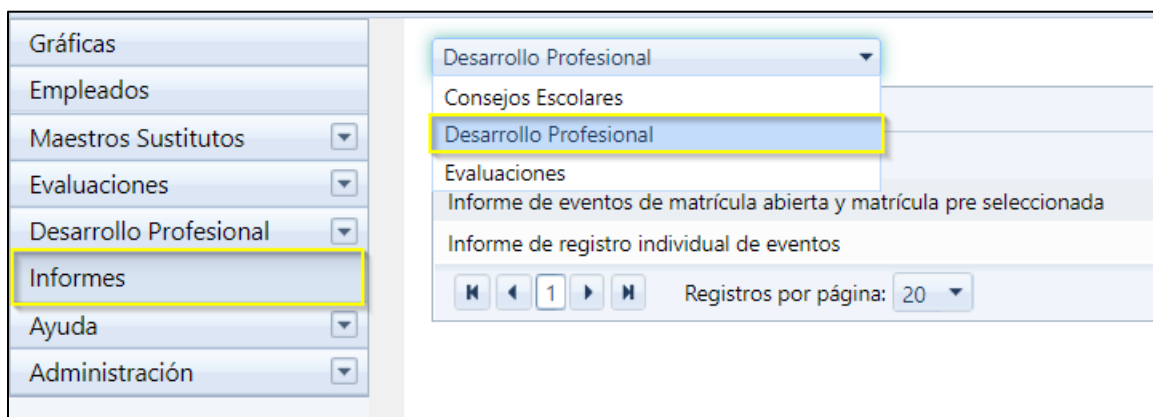 Gráficas
Empleados
Maestros Sustitutos
Evaluaciones
Desarrollo Profesional
Informes
Ayuda
Administración
Desarrollo Profesional
Consejos Escolares
Desarrollo Profesional
Evaluaciones
Informe de eventos de matrícula abierta y matrícula pre seleccionada
Informe de registro individual de eventos
1 Registros por página: 20